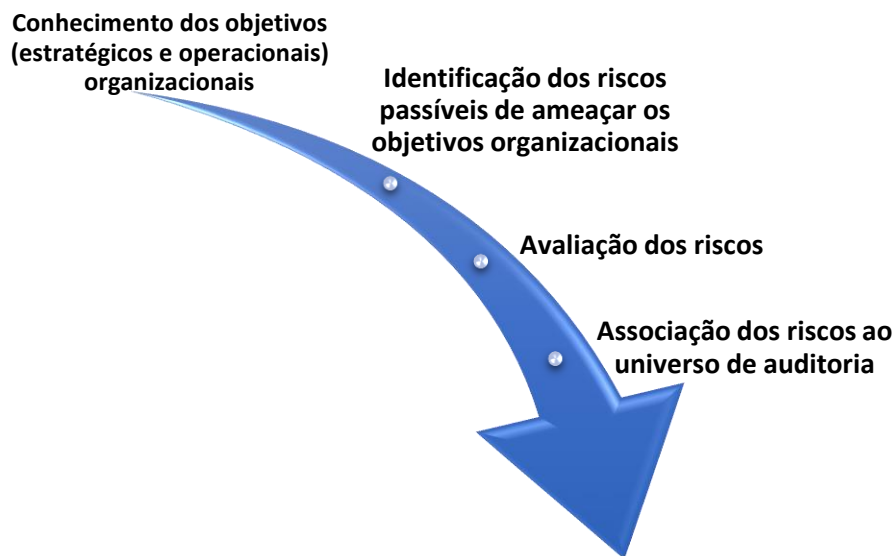 Conhecimento dos objetivos
(estratégicos e operacionais)
organizacionais
Identificação dos riscos
passíveis de ameaçar os
objetivos organizacionais
Avaliação dos riscos
Associação dos riscos ao
universo de auditoria